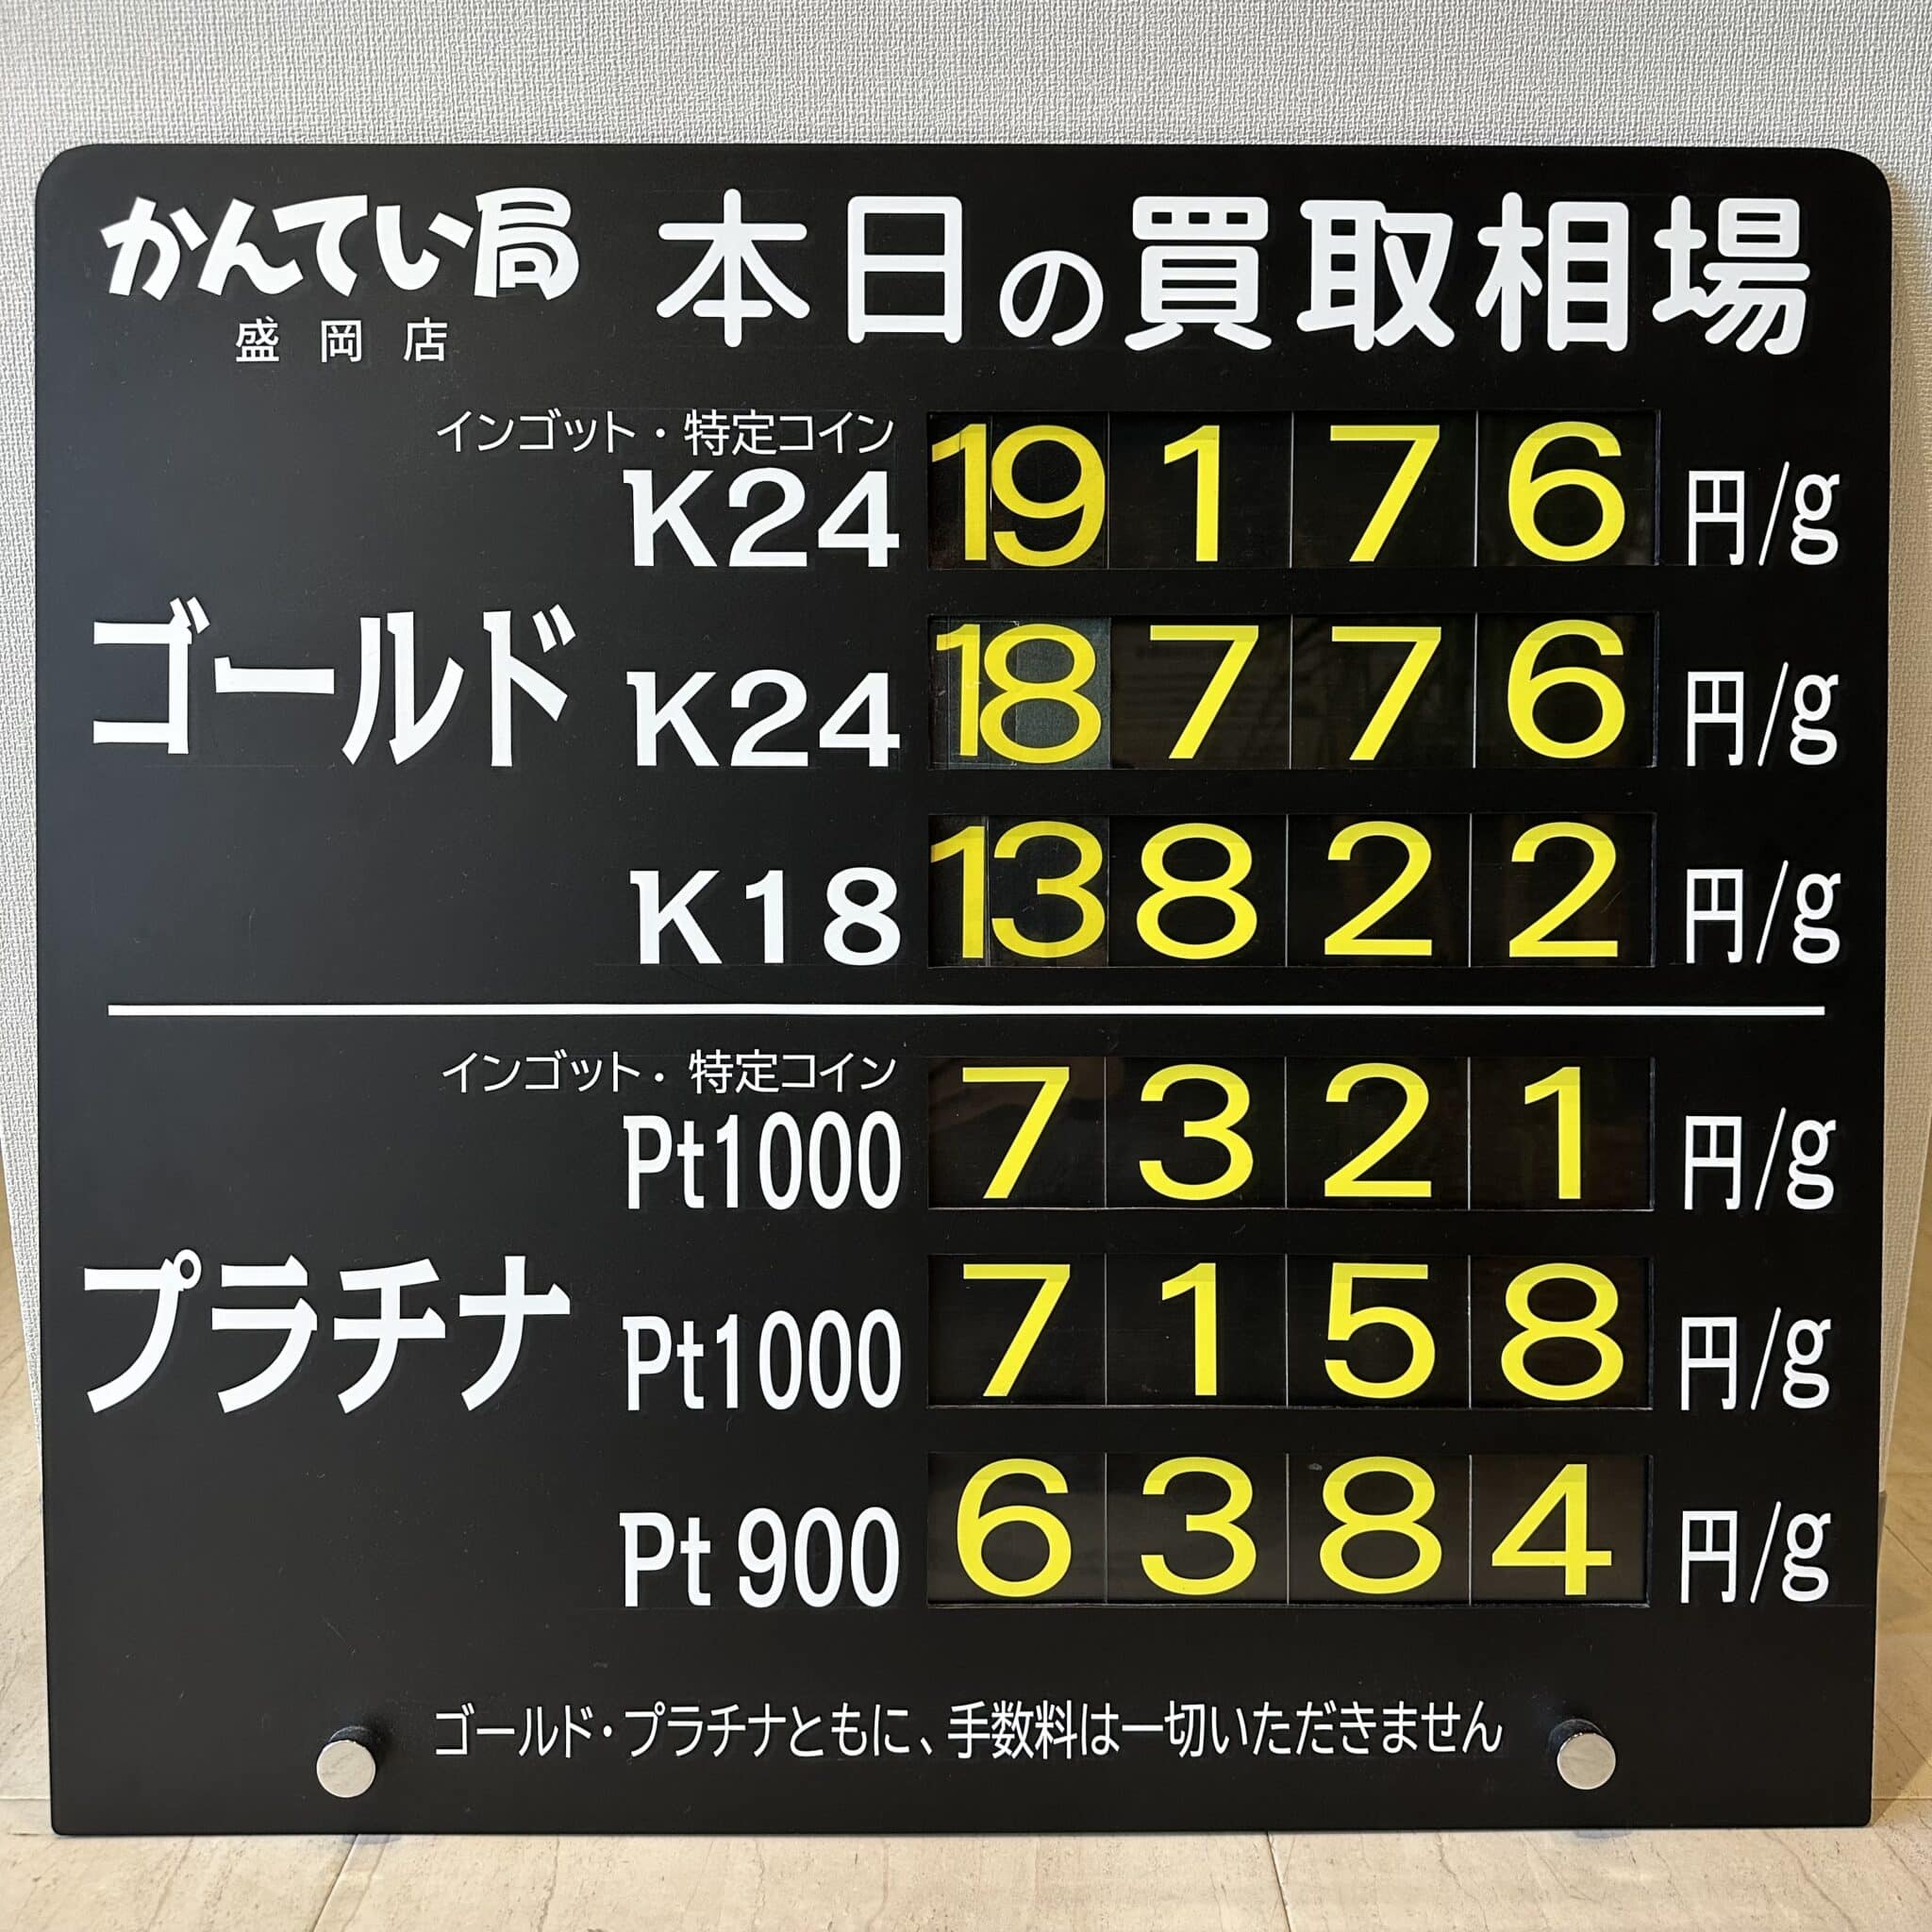 かんてい局 本日の買取相場
盛岡店
インゴット・特定コイン
K24 19176 円/g
ゴールド K24 18776 円/g
K18 13822 円/g
インゴット・特定コイン
Pt1000 7321 円/g
プラチナ Pt1000 7158 円/g
Pt 900 6384 円/g
ゴールド・プラチナともに、手数料は一切いただきません